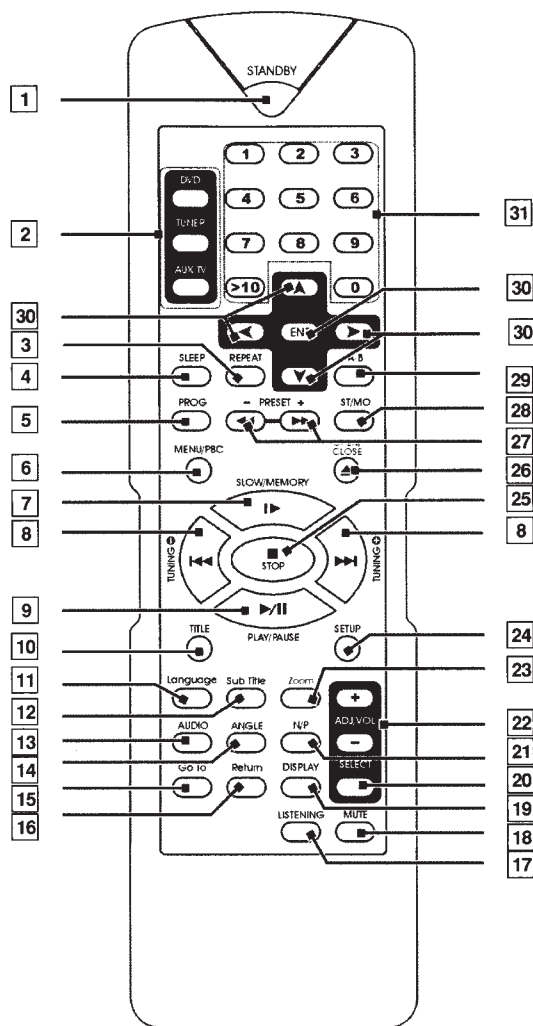 STANDBY
1
1 2 3
DVD
4 5 6
31
2
TUNER
7 8 9
AUX TV
>10 0
30
30
ENT
30
3
SLEEP REPEAT A B
4
29
PROG - PRESET + ST/MO
28
5
27
MENU/PBC
OPEN/
CLOSE
6
26
SLOW/MEMORY
7
25
8
8
TUNING
STOP
TUNING
9
PLAY/PAUSE
TITLE SETUP
10
24
Language Sub Title Zoom
23
11
12
ADJ.VOL
22
AUDIO ANGLE N/P
13
21
SELECT
14
20
Go To Return DISPLAY
15
19
16
LISTENING MUTE
18
17